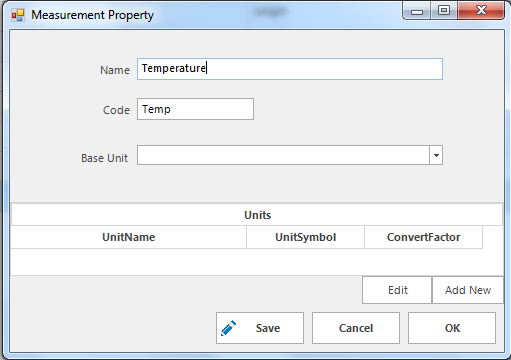 Measurement Property
Name Temperature
Code Temp
Base Unit
Units
UnitName UnitSymbol ConvertFactor
Edit Add New
Save Cancel OK